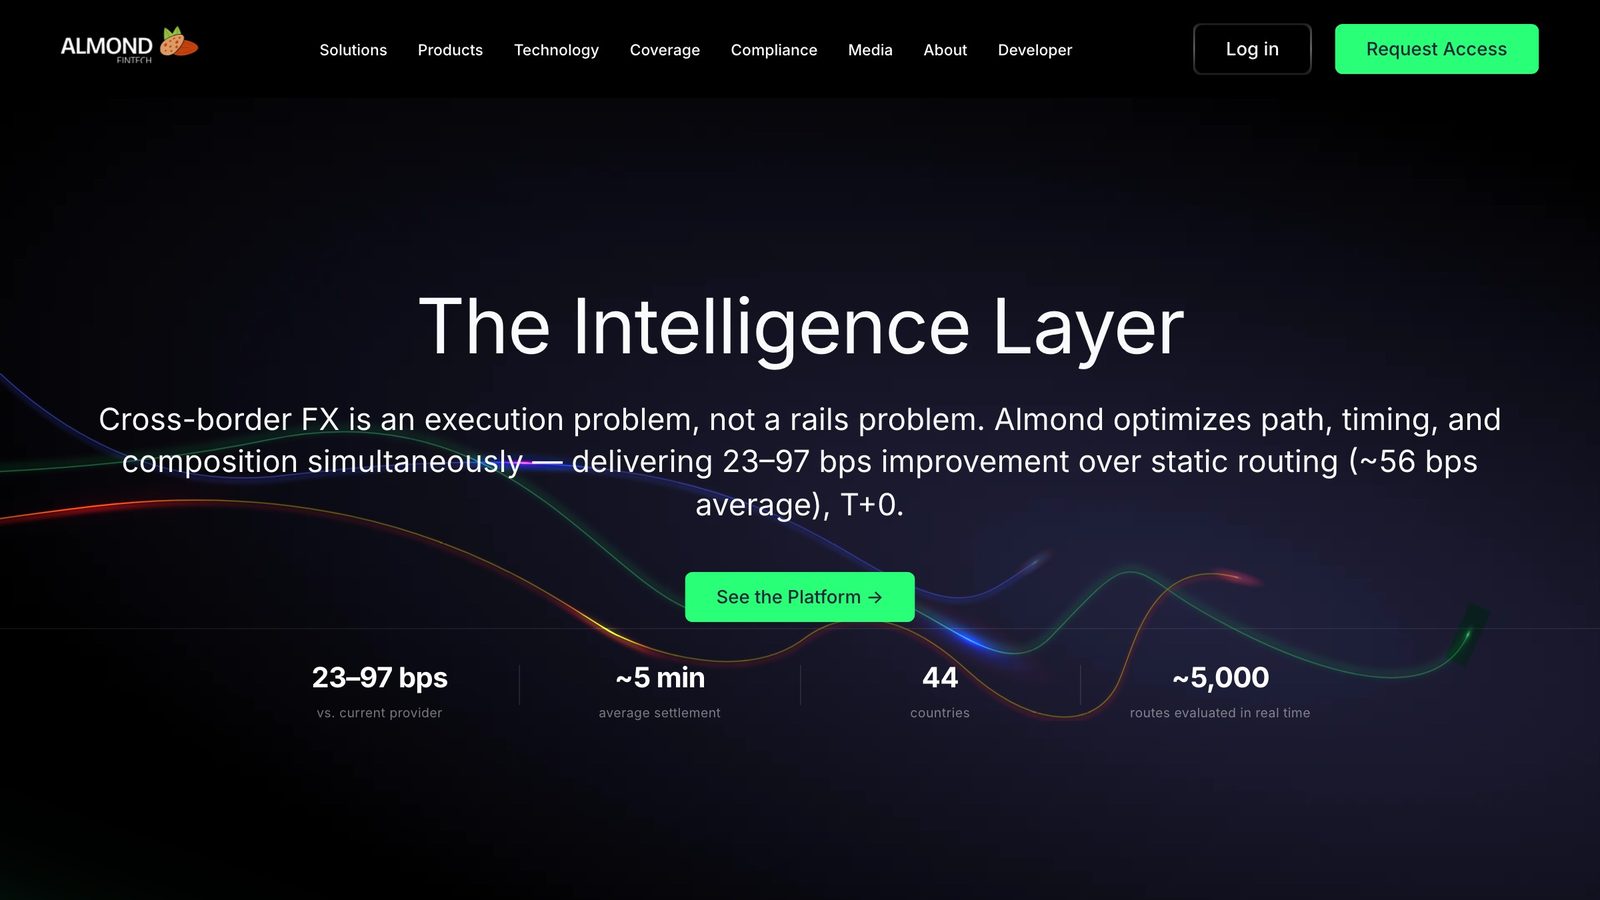 ALMOND
FINTECH
Solutions
Products
Technology
Coverage
Compliance
Media
About
Developer
Log in
Request Access
The Intelligence Layer
Cross-border FX is an execution problem, not a rails problem. Almond optimizes path, timing, and
composition simultaneously — delivering 23–97 bps improvement over static routing (~56 bps
average), T+0.
See the Platform →
23–97 bps
vs. current provider
~5 min
average settlement
44
countries
~5,000
routes evaluated in real time